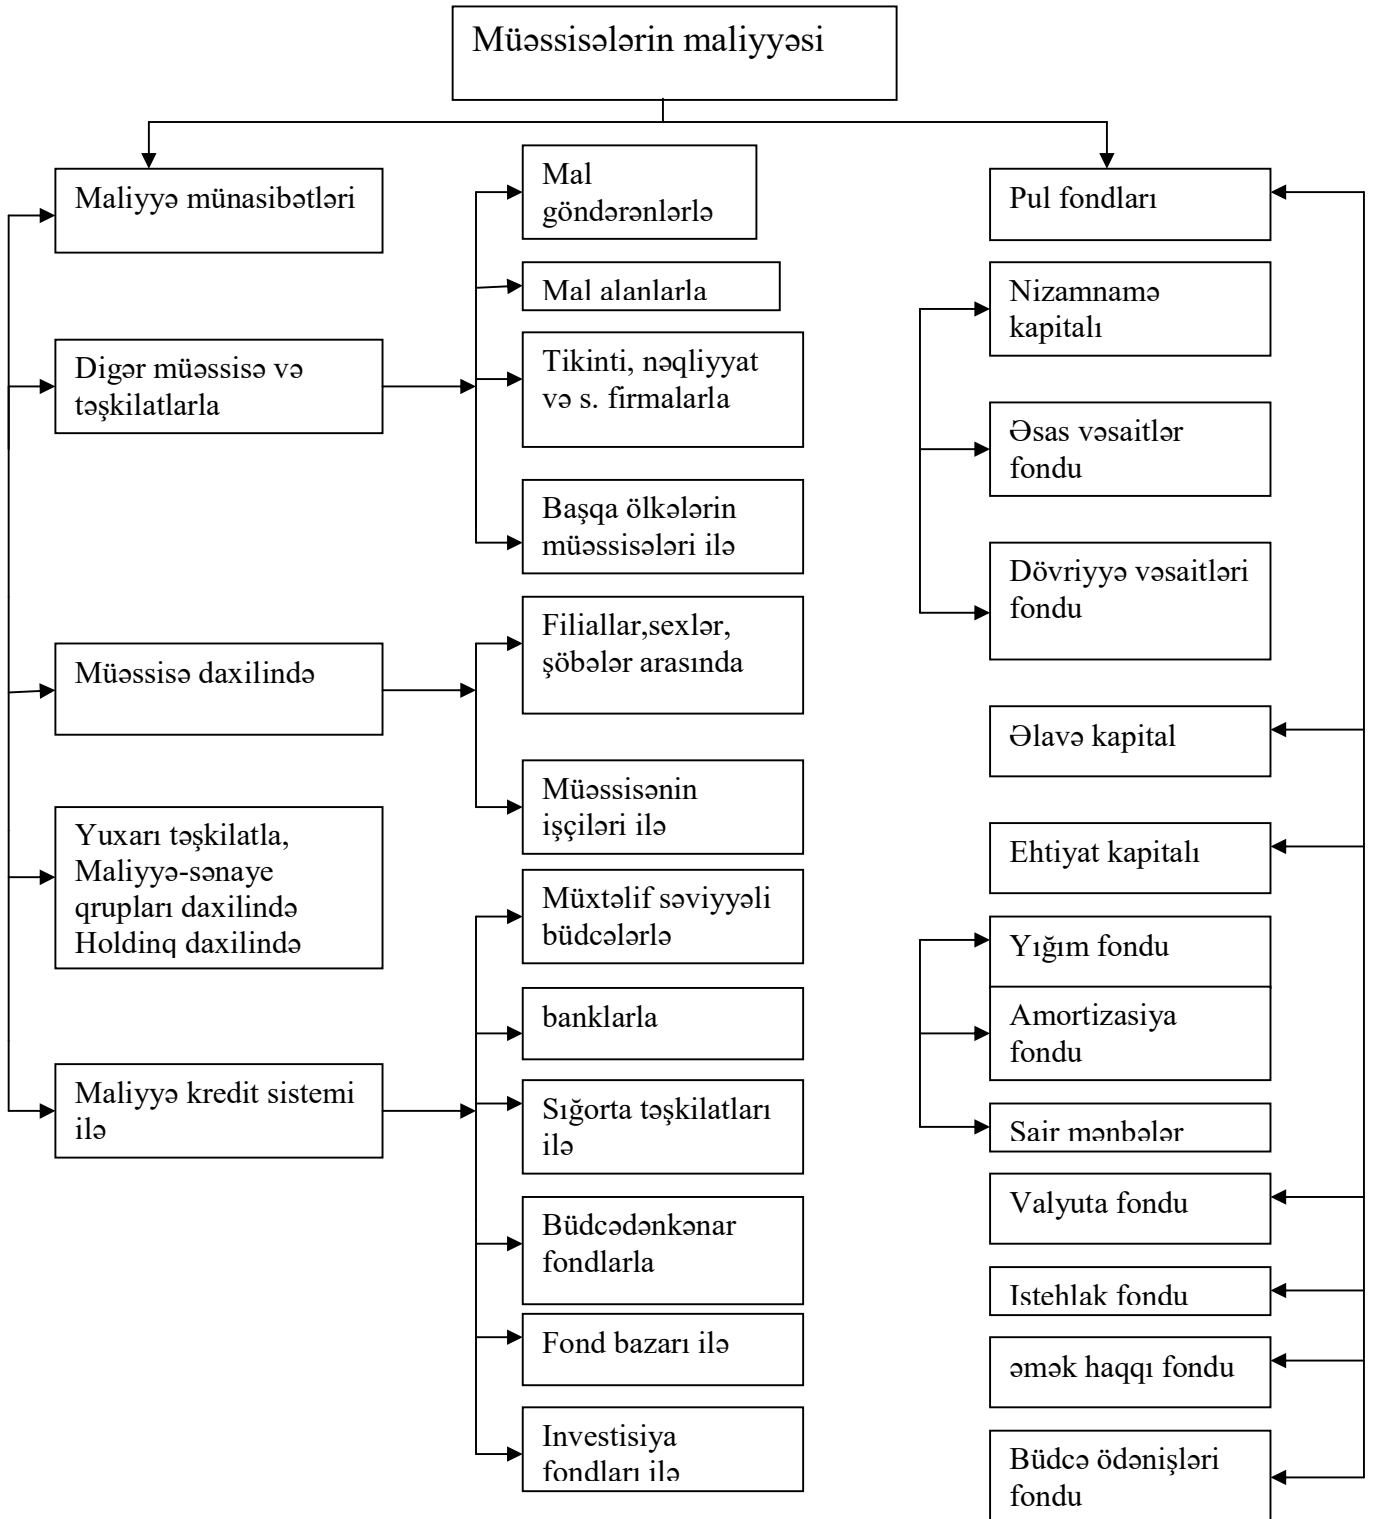 Müəssisələrin maliyyəsi
Maliyyə münasibətləri
Digər müəssisə və
təşkilatlarla
Müəssisə daxilində
Yuxarı təşkilatla,
Maliyyə-sənaye
qrupları daxilində
Holdinq daxilində
Maliyyə kredit sistemi
ilə
Mal
göndərənlərlə
Mal alanlarla
Tikinti, nəqliyyat
və s. firmalarla
Başqa ölkələrin
müəssisələri ilə
Filiallar,sexlər,
şöbələr arasında
Müəssisənin
işçiləri ilə
Müxtəlif səviyyəli
büdcələrlə
banklarla
Sığorta təşkilatları
ilə
Büdcədənkənar
fondlarla
Fond bazarı ilə
Investisiya
fondları ilə
Pul fondları
Nizamnamə
kapitalı
Əsas vəsaitlər
fondu
Dövriyyə vəsaitləri
fondu
Əlavə kapital
Ehtiyat kapitalı
Yığım fondu
Amortizasiya
fondu
Sair mənbələr
Valyuta fondu
Istehlak fondu
əmək haqqı fondu
Büdcə ödənişləri
fondu